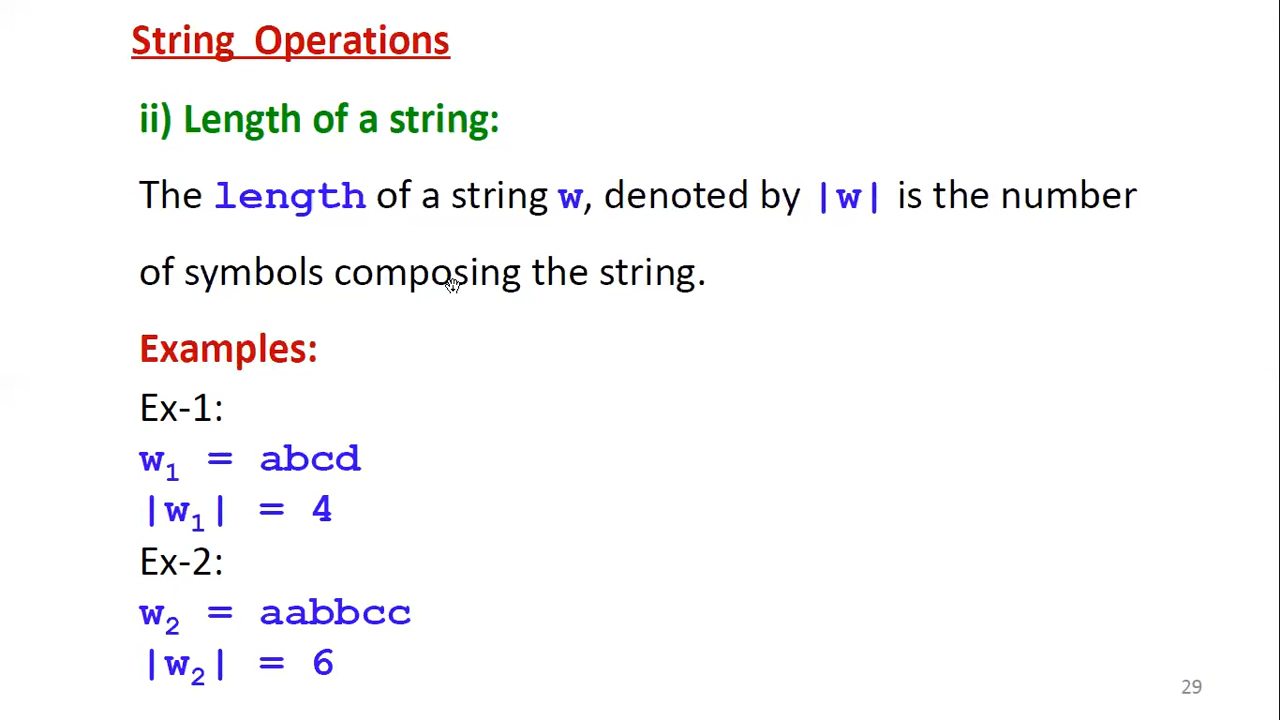 String Operations
ii) Length of a string:
The length of a string w, denoted by |w| is the number
of symbols composing the string.
Examples:
Ex-1:
w₁ = abcd
|w₁| = 4
Ex-2:
w₂ = aabbcc
|w₂| = 6
29